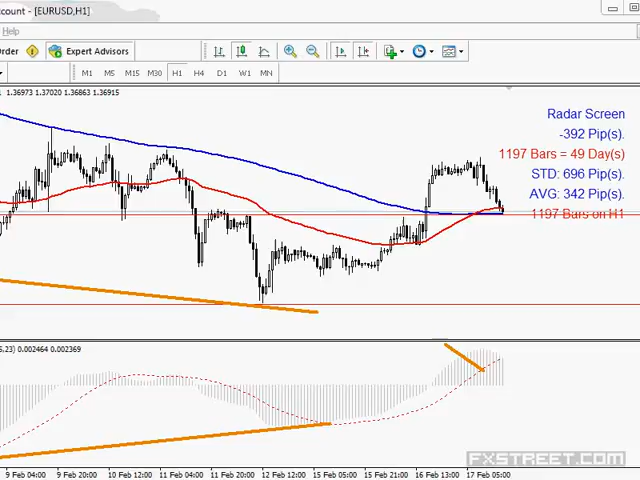 ccount - [EURUSD,H1]
Help
Order
Expert Advisors
M1 M5 M15 M30 H1 H4 D1 W1 MN
1.36973 1.37020 1.36863 1.36915
Radar Screen
-392 Pip(s).
1197 Bars = 49 Day(s)
STD: 696 Pip(s).
AVG: 342 Pip(s).
1197 Bars on H1
5,23) 0.002464 0.002369
FXSTREET.COM
9 Feb 04:00 9 Feb 20:00 10 Feb 12:00 11 Feb 04:00 11 Feb 20:00 12 Feb 12:00 15 Feb 05:00 15 Feb 21:00 16 Feb 13:00 17 Feb 05:00